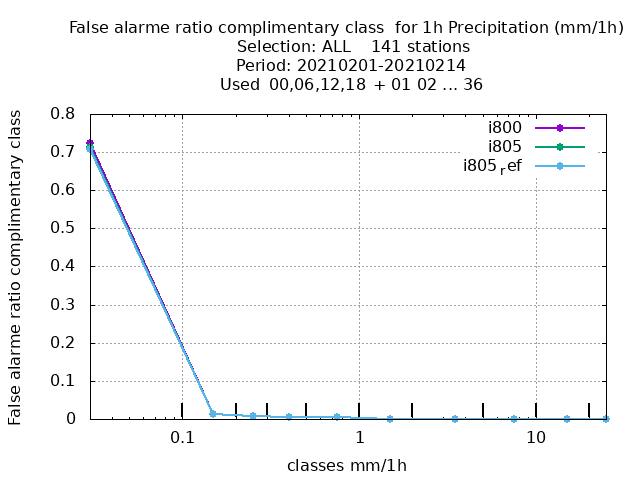 False alarme ratio complimentary class  for 1h Precipitation (mm/1h)
Selection: ALL    141 stations
Period: 20210201-20210214
Used  00,06,12,18  + 01 02 ... 36
False alarme ratio complimentary class
0.8
0.7
0.6
0.5
0.4
0.3
0.2
0.1
0
i800
i805
i805ref
0.1
1
10
classes mm/1h